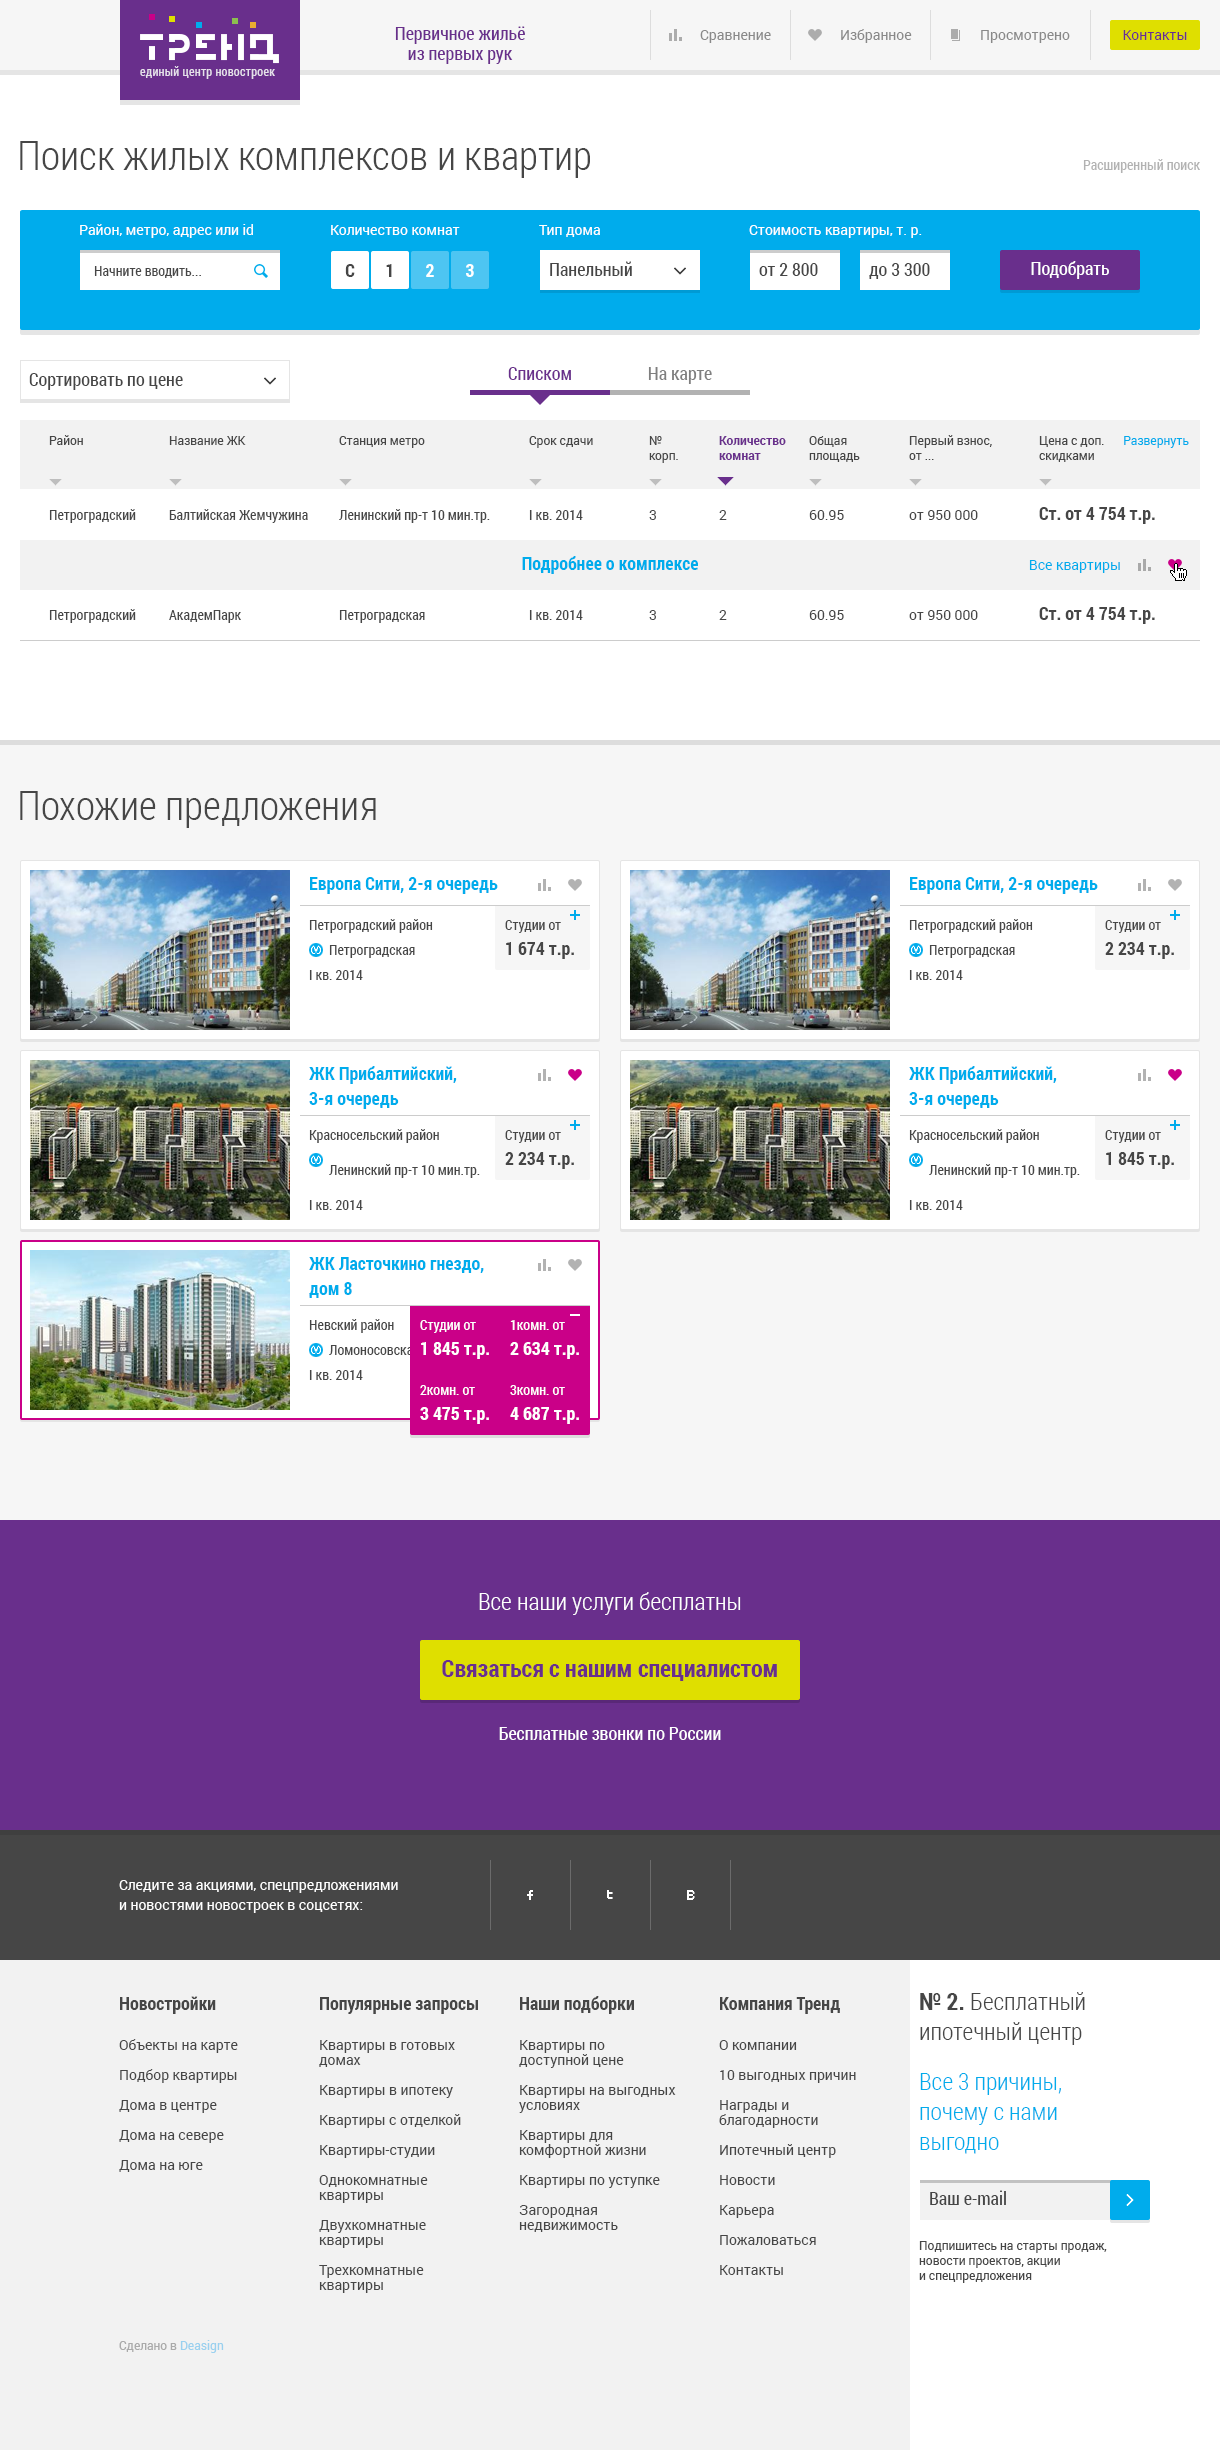 ТРЕНД
единый центр новостроек
Первичное жильё
из первых рук
Сравнение
Избранное
Просмотрено
Контакты
Поиск жилых комплексов и квартир
Расширенный поиск
Район, метро, адрес или id
Количество комнат
Тип дома
Стоимость квартиры, т. р.
Начните вводить...
С 1 2 3
Панельный
от 2 800
до 3 300
Подобрать
Сортировать по цене
Списком
На карте
Район
Название ЖК
Станция метро
Срок сдачи
№
корп.
Количество
комнат
Общая
площадь
Первый взнос,
от ...
Цена с доп.
скидками
Развернуть
Петроградский Балтийская Жемчужина Ленинский пр-т 10 мин.тр. I кв. 2014 3 2 60.95 от 950 000 Ст. от 4 754 т.р.
Подробнее о комплексе
Все квартиры
Петроградский АкадемПарк Петроградская I кв. 2014 3 2 60.95 от 950 000 Ст. от 4 754 т.р.
Похожие предложения
Европа Сити, 2-я очередь
Петроградский район
Петроградская
I кв. 2014
Студии от
1 674 т.р.
Европа Сити, 2-я очередь
Петроградский район
Петроградская
I кв. 2014
Студии от
2 234 т.р.
ЖК Прибалтийский,
3-я очередь
Красносельский район
Ленинский пр-т 10 мин.тр.
I кв. 2014
Студии от
2 234 т.р.
ЖК Прибалтийский,
3-я очередь
Красносельский район
Ленинский пр-т 10 мин.тр.
I кв. 2014
Студии от
1 845 т.р.
ЖК Ласточкино гнездо,
дом 8
Невский район
Ломоносовска
I кв. 2014
Студии от
1 845 т.р.
1комн. от
2 634 т.р.
2комн. от
3 475 т.р.
3комн. от
4 687 т.р.
Все наши услуги бесплатны
Связаться с нашим специалистом
Бесплатные звонки по России
Следите за акциями, спецпредложениями
и новостями новостроек в соцсетях:
f
t
B
Новостройки
Объекты на карте
Подбор квартиры
Дома в центре
Дома на севере
Дома на юге
Популярные запросы
Квартиры в готовых
домах
Квартиры в ипотеку
Квартиры с отделкой
Квартиры-студии
Однокомнатные
квартиры
Двухкомнатные
квартиры
Трехкомнатные
квартиры
Наши подборки
Квартиры по
доступной цене
Квартиры на выгодных
условиях
Квартиры для
комфортной жизни
Квартиры по уступке
Загородная
недвижимость
Компания Тренд
О компании
10 выгодных причин
Награды и
благодарности
Ипотечный центр
Новости
Карьера
Пожаловаться
Контакты
№ 2. Бесплатный
ипотечный центр
Все 3 причины,
почему с нами
выгодно
Ваш e-mail
Подпишитесь на старты продаж,
новости проектов, акции
и спецпредложения
Сделано в Deasign